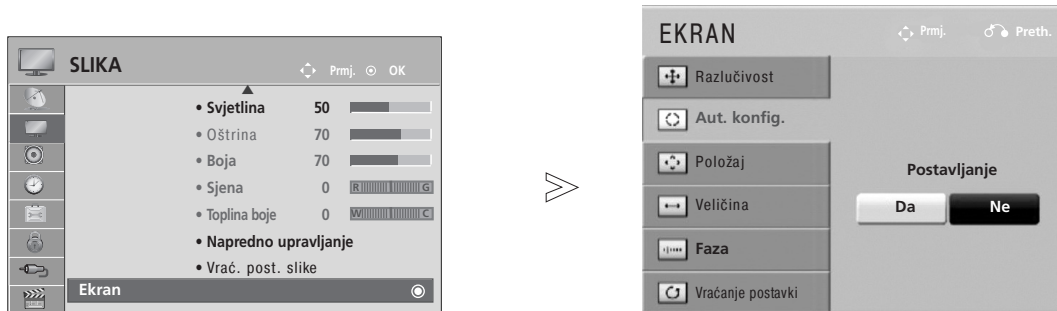 SLIKA
Prmj. OK
• Svjetlina 50
• Oštrina 70
• Boja 70
• Sjena 0 R G
• Toplina boje 0 W C
• Napredno upravljanje
• Vrać. post. slike
Ekran
EKRAN
Prmj. Preth.
Razlučivost
Aut. konfig.
Položaj
Veličina
Faza
Vraćanje postavki
Postavljanje
Da Ne